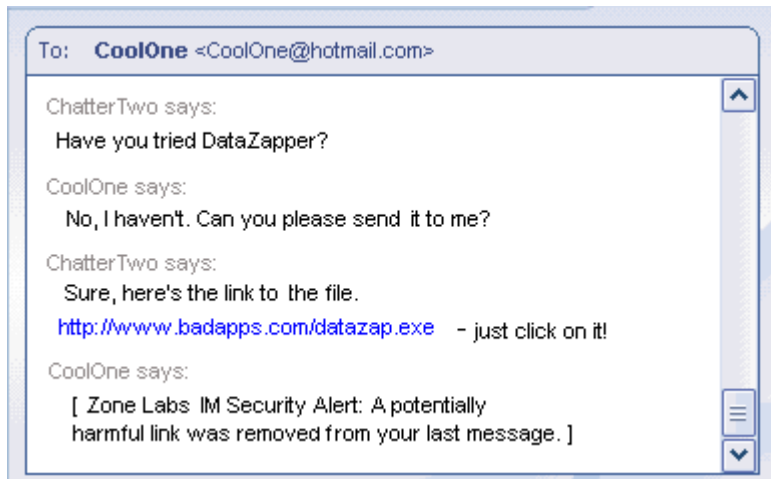 To: CoolOne <CoolOne@hotmail.com>
ChatterTwo says:
Have you tried DataZapper?
CoolOne says:
No, I haven't. Can you please send it to me?
ChatterTwo says:
Sure, here's the link to the file.
http://www.badapps.com/datazap.exe - just click on it!
CoolOne says:
[ Zone Labs IM Security Alert: A potentially
harmful link was removed from your last message. ]